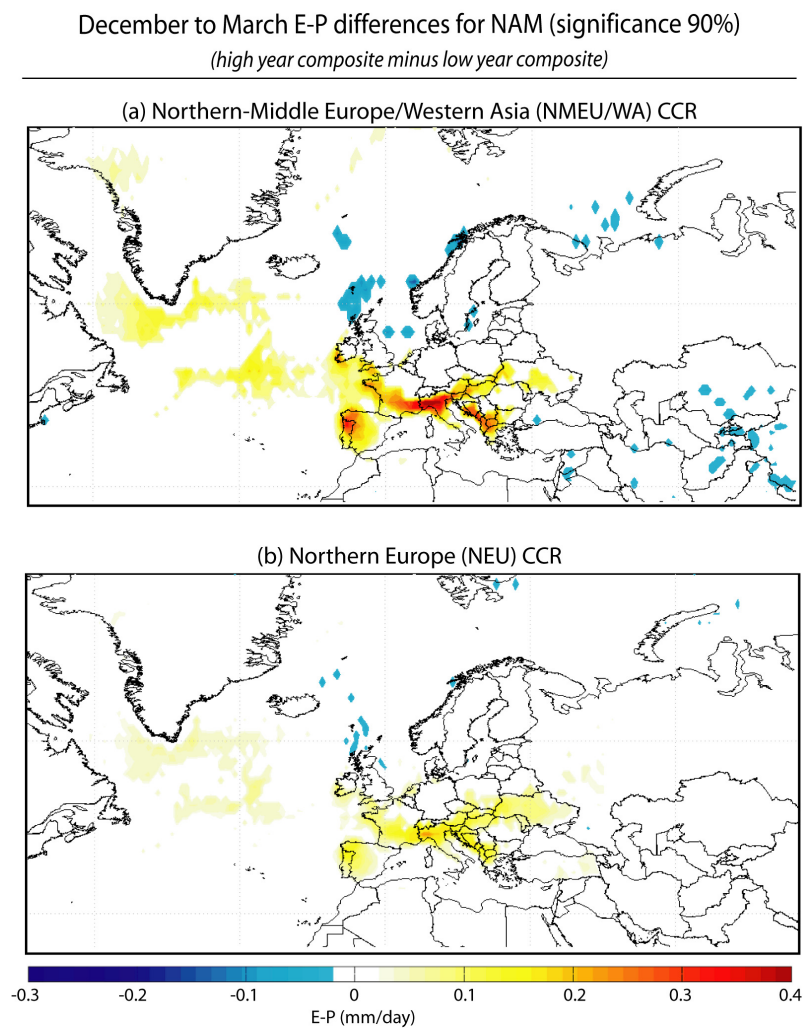 December to March E-P differences for NAM (significance 90%)
(high year composite minus low year composite)
(a) Northern-Middle Europe/Western Asia (NMEU/WA) CCR
(b) Northern Europe (NEU) CCR
-0.3 -0.2 -0.1 0 0.1 0.2 0.3 0.4
E-P (mm/day)